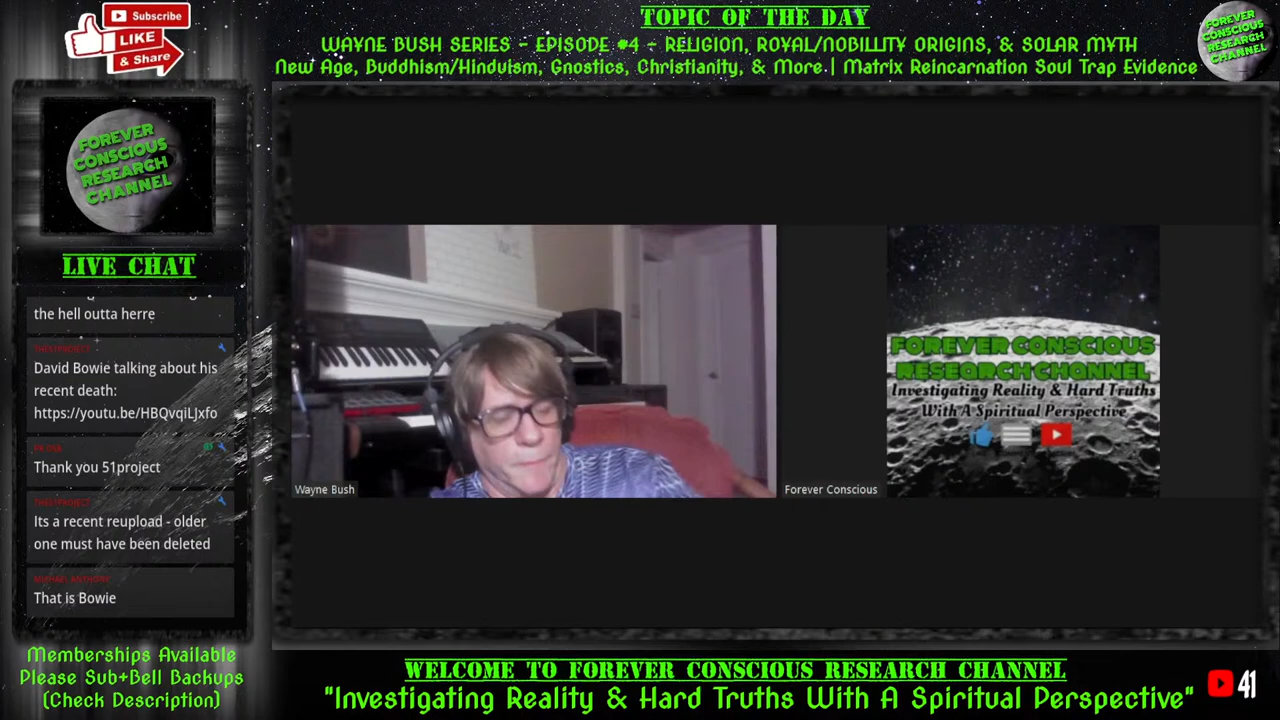 Subscribe
LIKE
& Share
TOPIC OF THE DAY
WAYNE BUSH SERIES - EPISODE #4 - RELIGION, ROYAL/NOBILLITY ORIGINS, & SOLAR MYTH
New Age, Buddhism/Hinduism, Gnostics, Christianity, & More | Matrix Reincarnation Soul Trap Evidence
FOREVER
CONSCIOUS
RESEARCH
CHANNEL
FOREVER
CONSCIOUS
RESEARCH
CHANNEL
LIVE CHAT
the hell outta herre
THE51PROJECT
David Bowie talking about his
recent death:
https://youtu.be/HBQvqiLJxfo
Thank you 51project
THE51PROJECT
Its a recent reupload - older
one must have been deleted
MICHAEL ANTHONY
That is Bowie
Memberships Available
Please Sub+Bell Backups
(Check Description)
Wayne Bush
FOREVER CONSCIOUS
RESEARCH CHANNEL
Investigating Reality & Hard Truths
With A Spiritual Perspective
Forever Conscious
WELCOME TO FOREVER CONSCIOUS RESEARCH CHANNEL
"Investigating Reality & Hard Truths With A Spiritual Perspective"
41